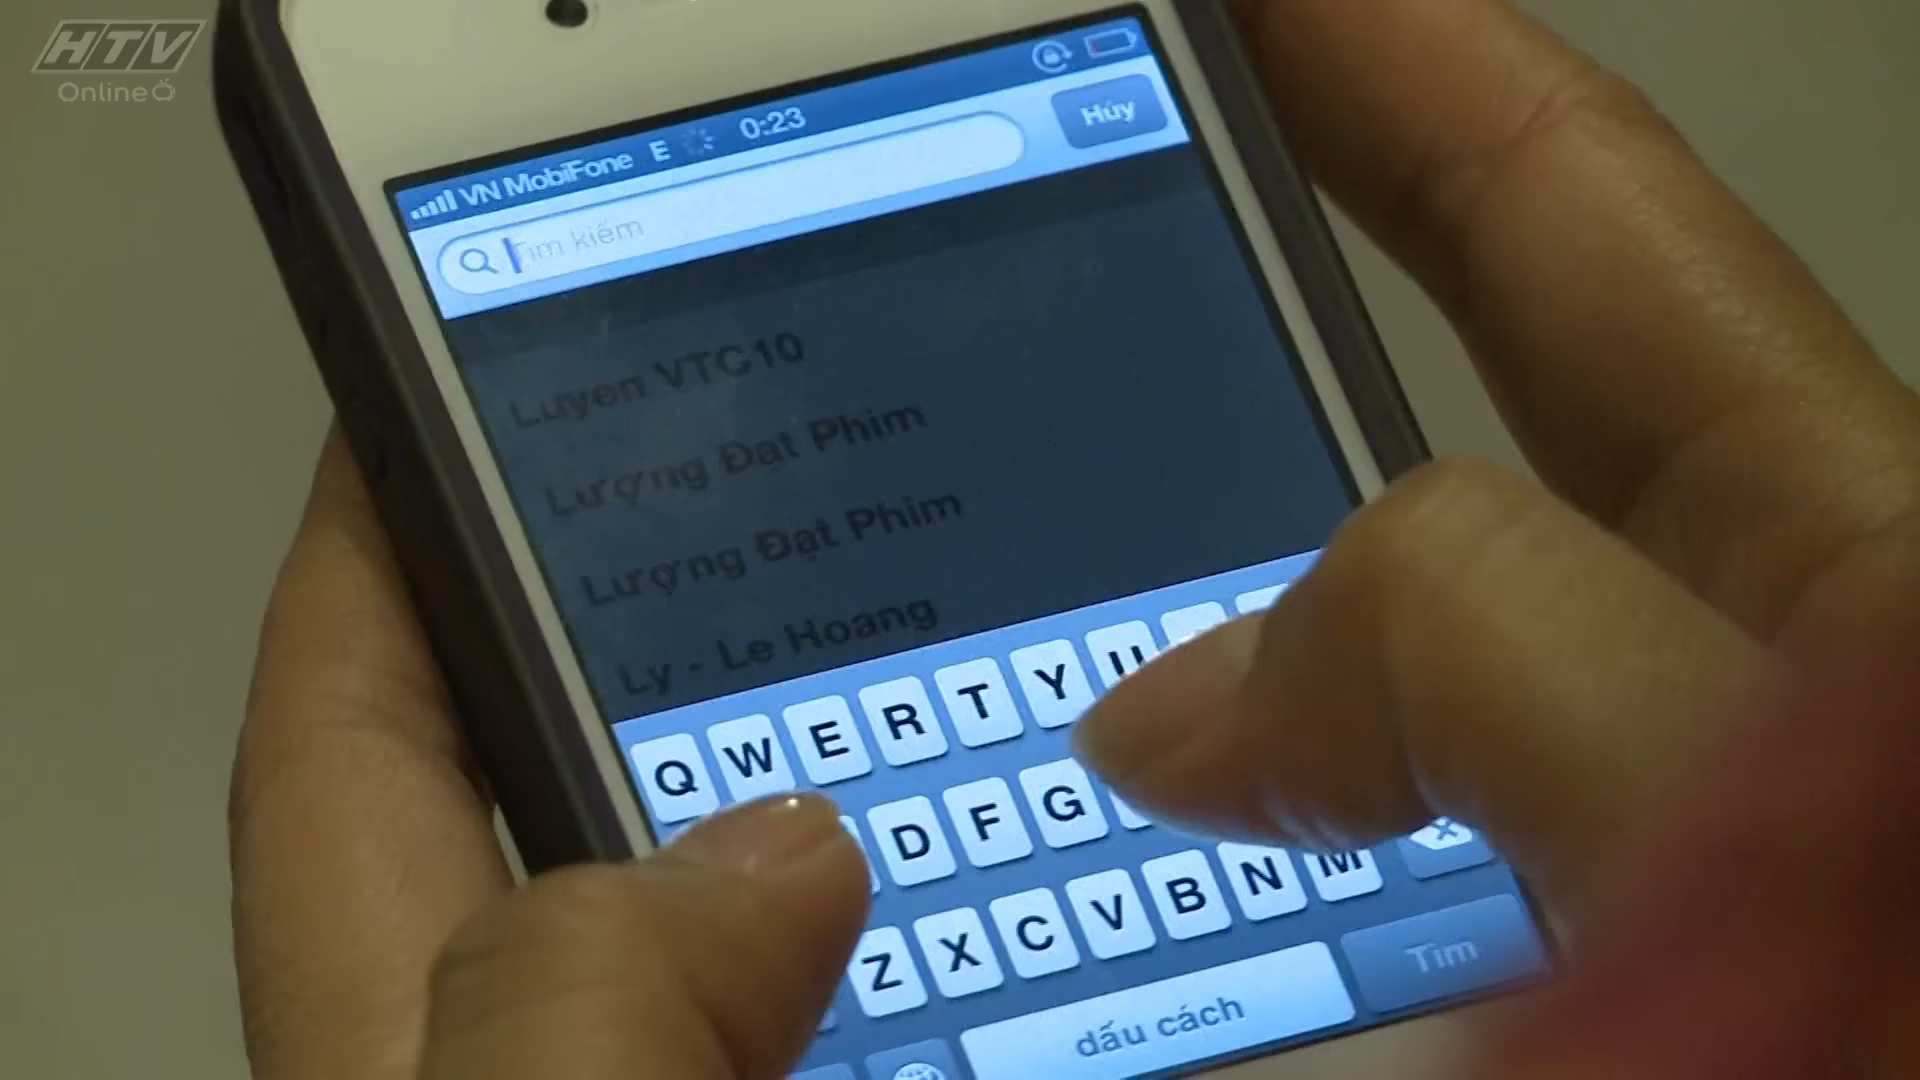 HTV
Online
VN MobiFone E 0:23
Tìm kiếm
Hủy
Luyen VTC10
Lượng Đạt Phim
Lượng Đạt Phim
Ly - Le Hoang
Q W E R T Y U
D F G
Z X C V B N M
dấu cách
Tìm